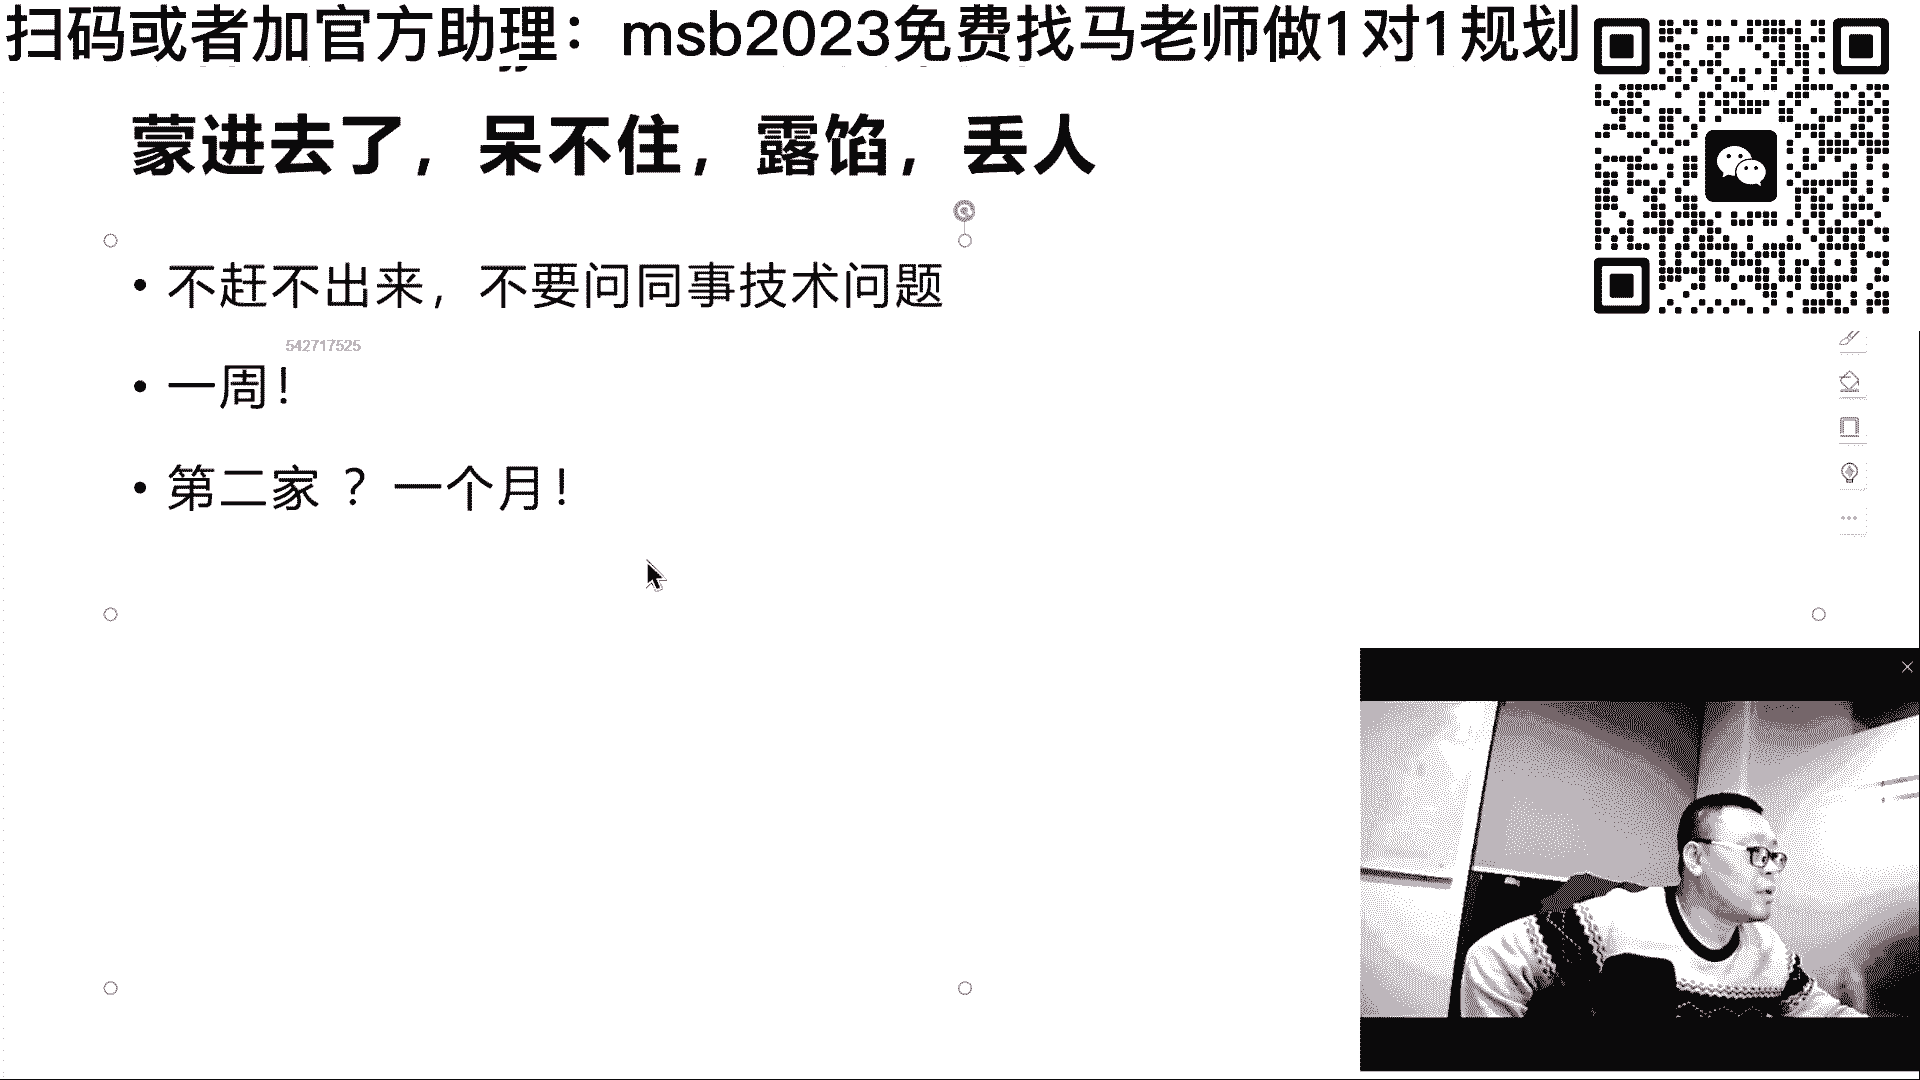 扫码或者加官方助理：msb2023免费找马老师做1对1规划
蒙进去了，呆不住，露馅，丢人
• 不赶不出来，不要问同事技术问题
542717525
• 一周！
• 第二家 ？一个月！